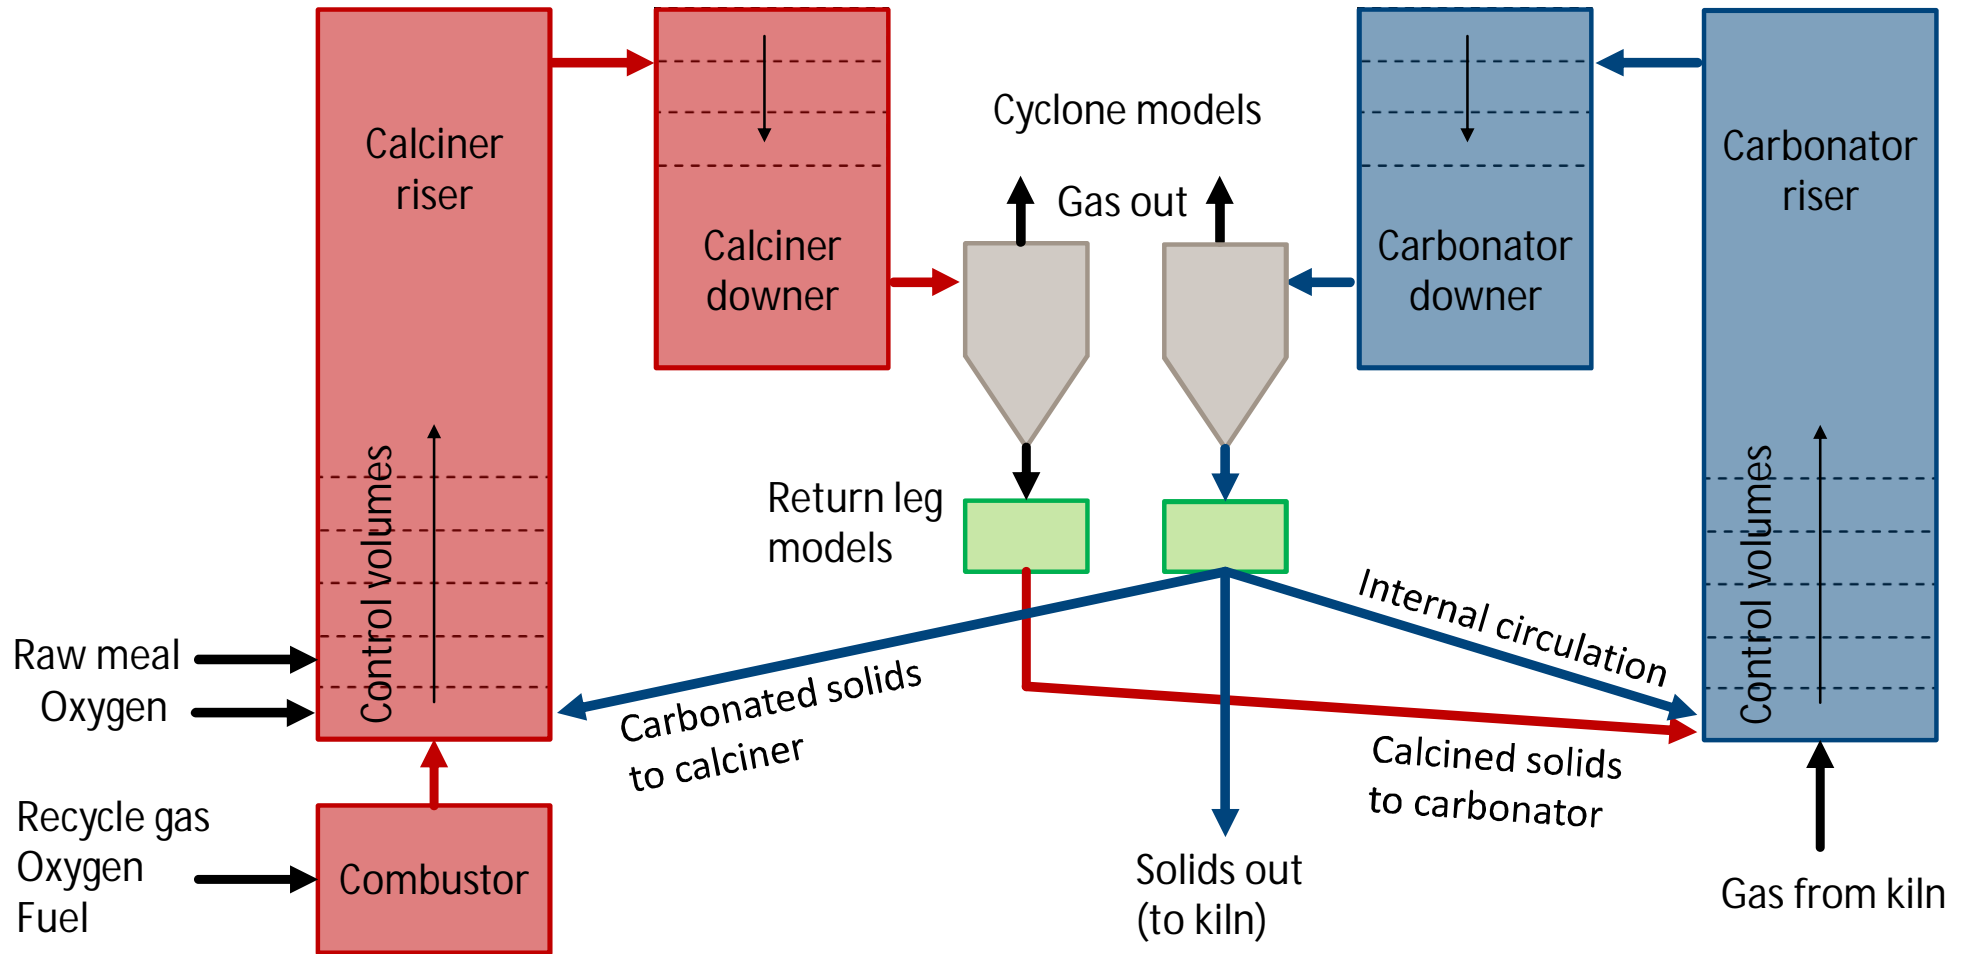 Calciner
riser
Calciner
downer
Cyclone models
Gas out
Carbonator
downer
Carbonator
riser
Control volumes
Return leg
models
Control volumes
Raw meal
Oxygen
Carbonated solids
to calciner
Internal circulation
Calcined solids
to carbonator
Recycle gas
Oxygen
Fuel
Combustor
Solids out
(to kiln)
Gas from kiln